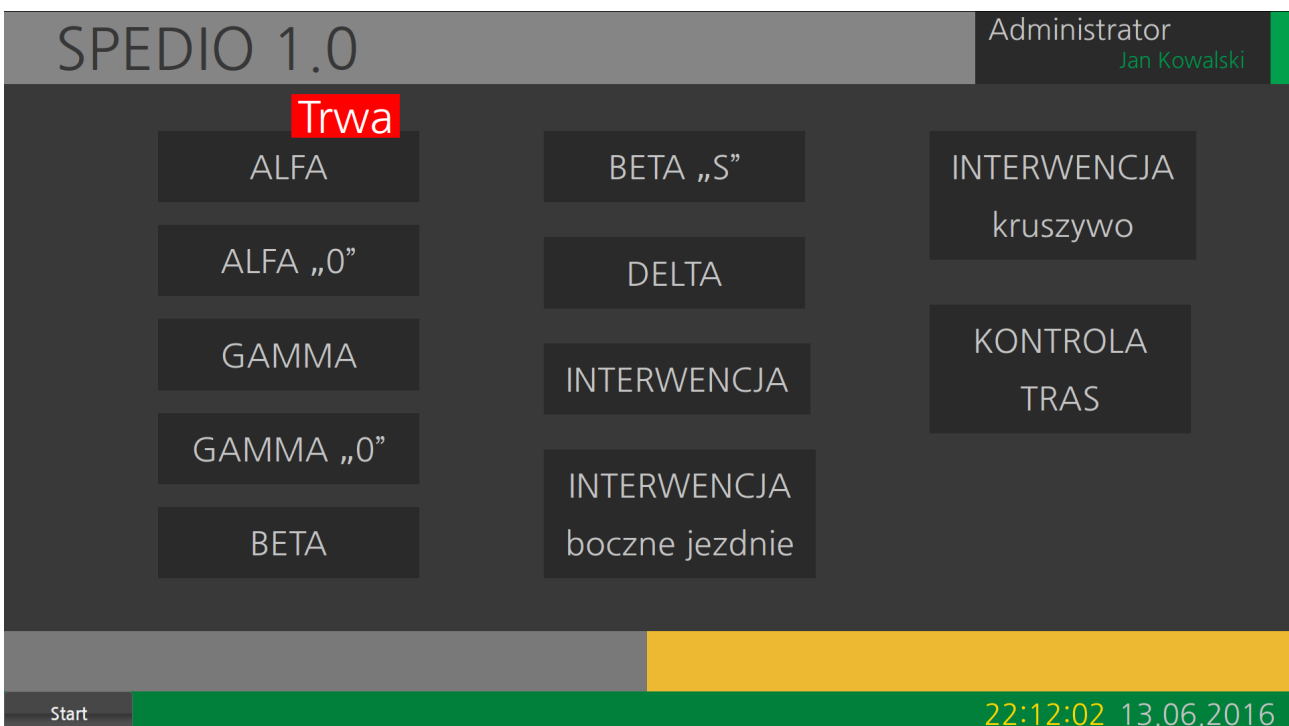 SPEDIO 1.0
Administrator
Jan Kowalski
Trwa
ALFA
ALFA „0”
GAMMA
GAMMA „0”
BETA
BETA „S”
DELTA
INTERWENCJA
INTERWENCJA
boczne jezdnie
INTERWENCJA
kruszywo
KONTROLA
TRAS
Start
22:12:02 13.06.2016